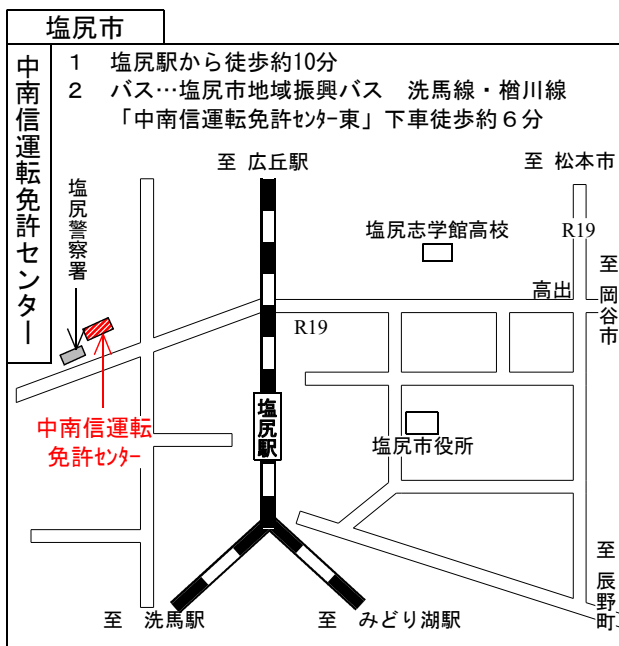 塩尻市
中南信運転免許センター
1 塩尻駅から徒歩約10分
2 バス…塩尻市地域振興バス 洗馬線・楢川線
「中南信運転免許ｾﾝﾀｰ東」下車徒歩約６分
至 広丘駅
至 松本市
塩尻警察署
塩尻志学館高校
R19
至 岡谷市
高出
R19
塩尻駅
中南信運転
免許ｾﾝﾀｰ
塩尻市役所
至 辰野町
至 洗馬駅
至 みどり湖駅